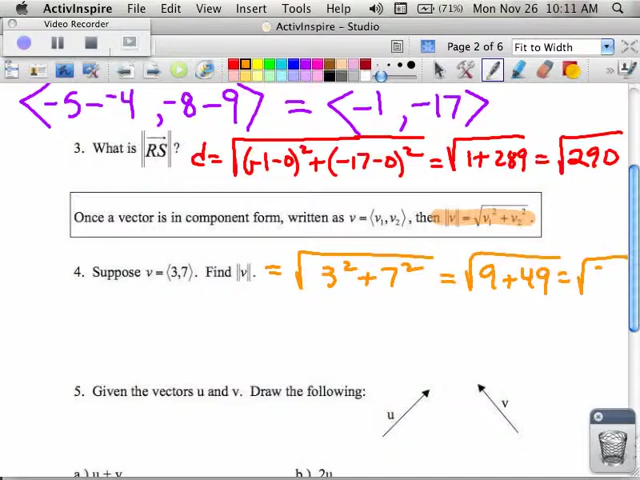 ActivInspire File Edit View Insert Tools (71%) Mon Nov 26 10:11 AM
Video Recorder
ActivInspire - Studio
Page 2 of 6 Fit to Width
⟨-5--4, -8-9⟩ = ⟨-1, -17⟩
3. What is ||RS||? d = √(-1-0)² + (-17-0)² = √1+289 = √290
Once a vector is in component form, written as v = ⟨v₁, v₂⟩, then ||v|| = √v₁² + v₂².
4. Suppose v = ⟨3,7⟩. Find ||v||. = √3² + 7² = √9+49 = √
5. Given the vectors u and v. Draw the following:
u
v
a.) u + v b.) 2u